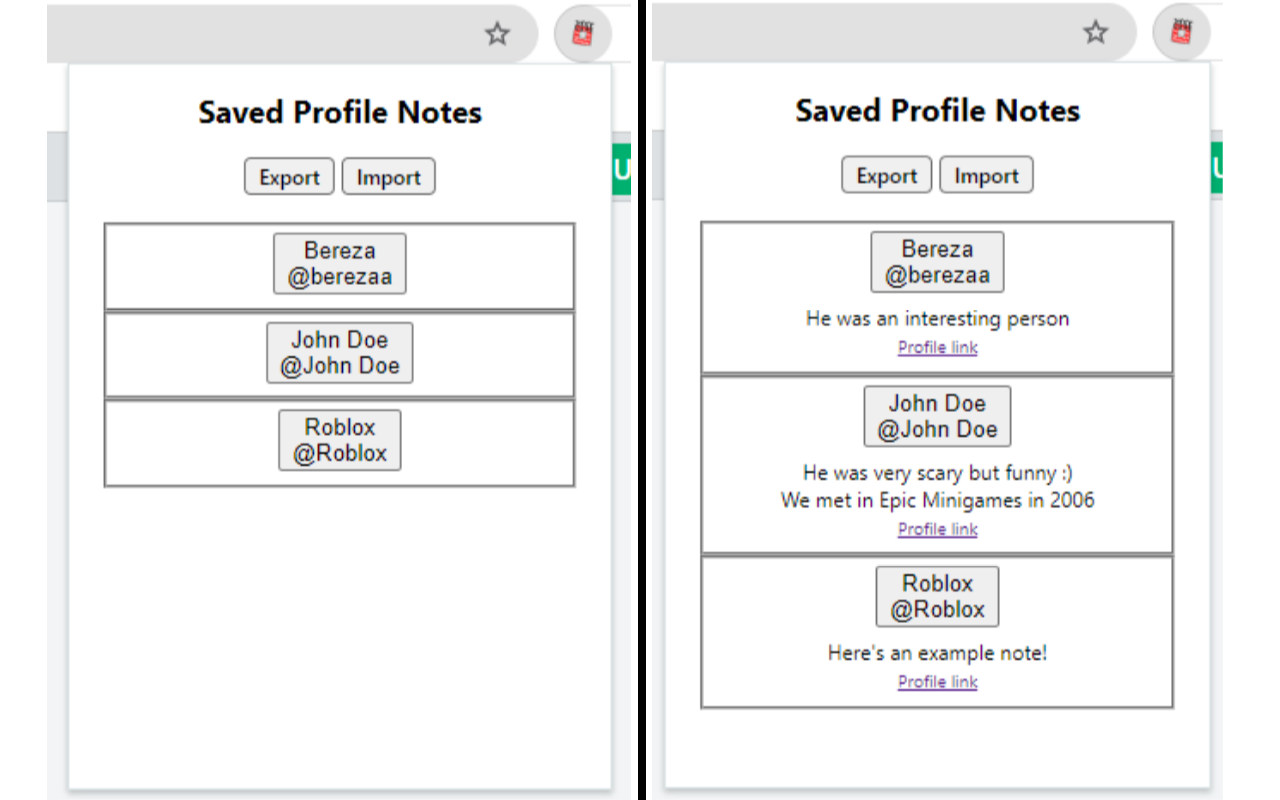 Saved Profile Notes
Export Import
Bereza
@berezaa
John Doe
@John Doe
Roblox
@Roblox
U
Saved Profile Notes
Export Import
Bereza
@berezaa
He was an interesting person
Profile link
John Doe
@John Doe
He was very scary but funny :)
We met in Epic Minigames in 2006
Profile link
Roblox
@Roblox
Here's an example note!
Profile link